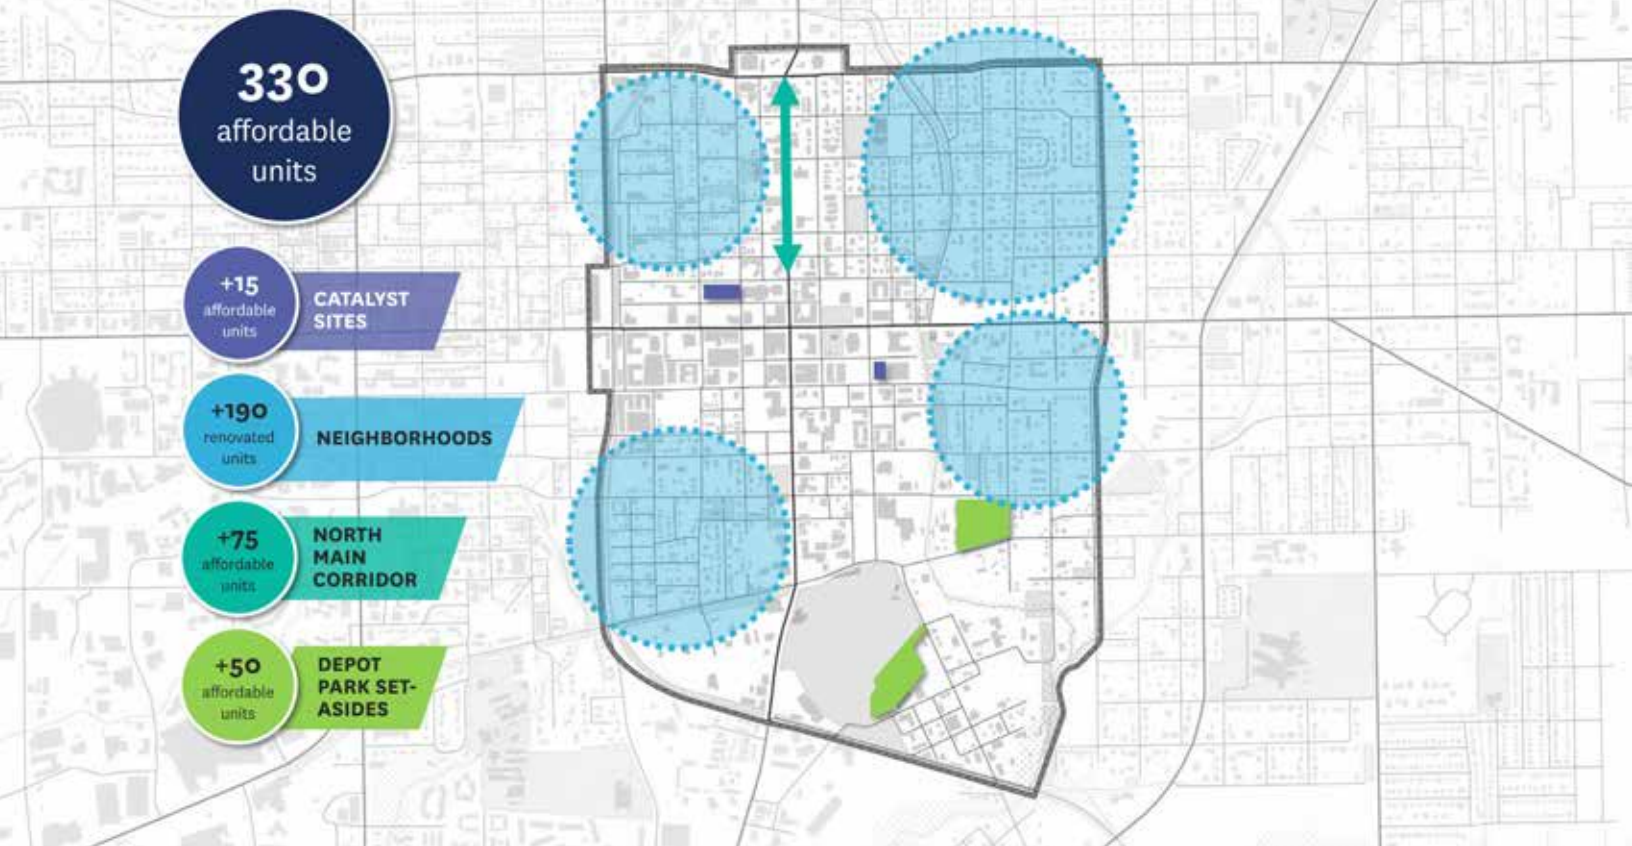 330
affordable
units
+15
affordable
units
CATALYST
SITES
+190
renovated
units
NEIGHBORHOODS
+75
affordable
units
NORTH
MAIN
CORRIDOR
+50
affordable
units
DEPOT
PARK SET-
ASIDES